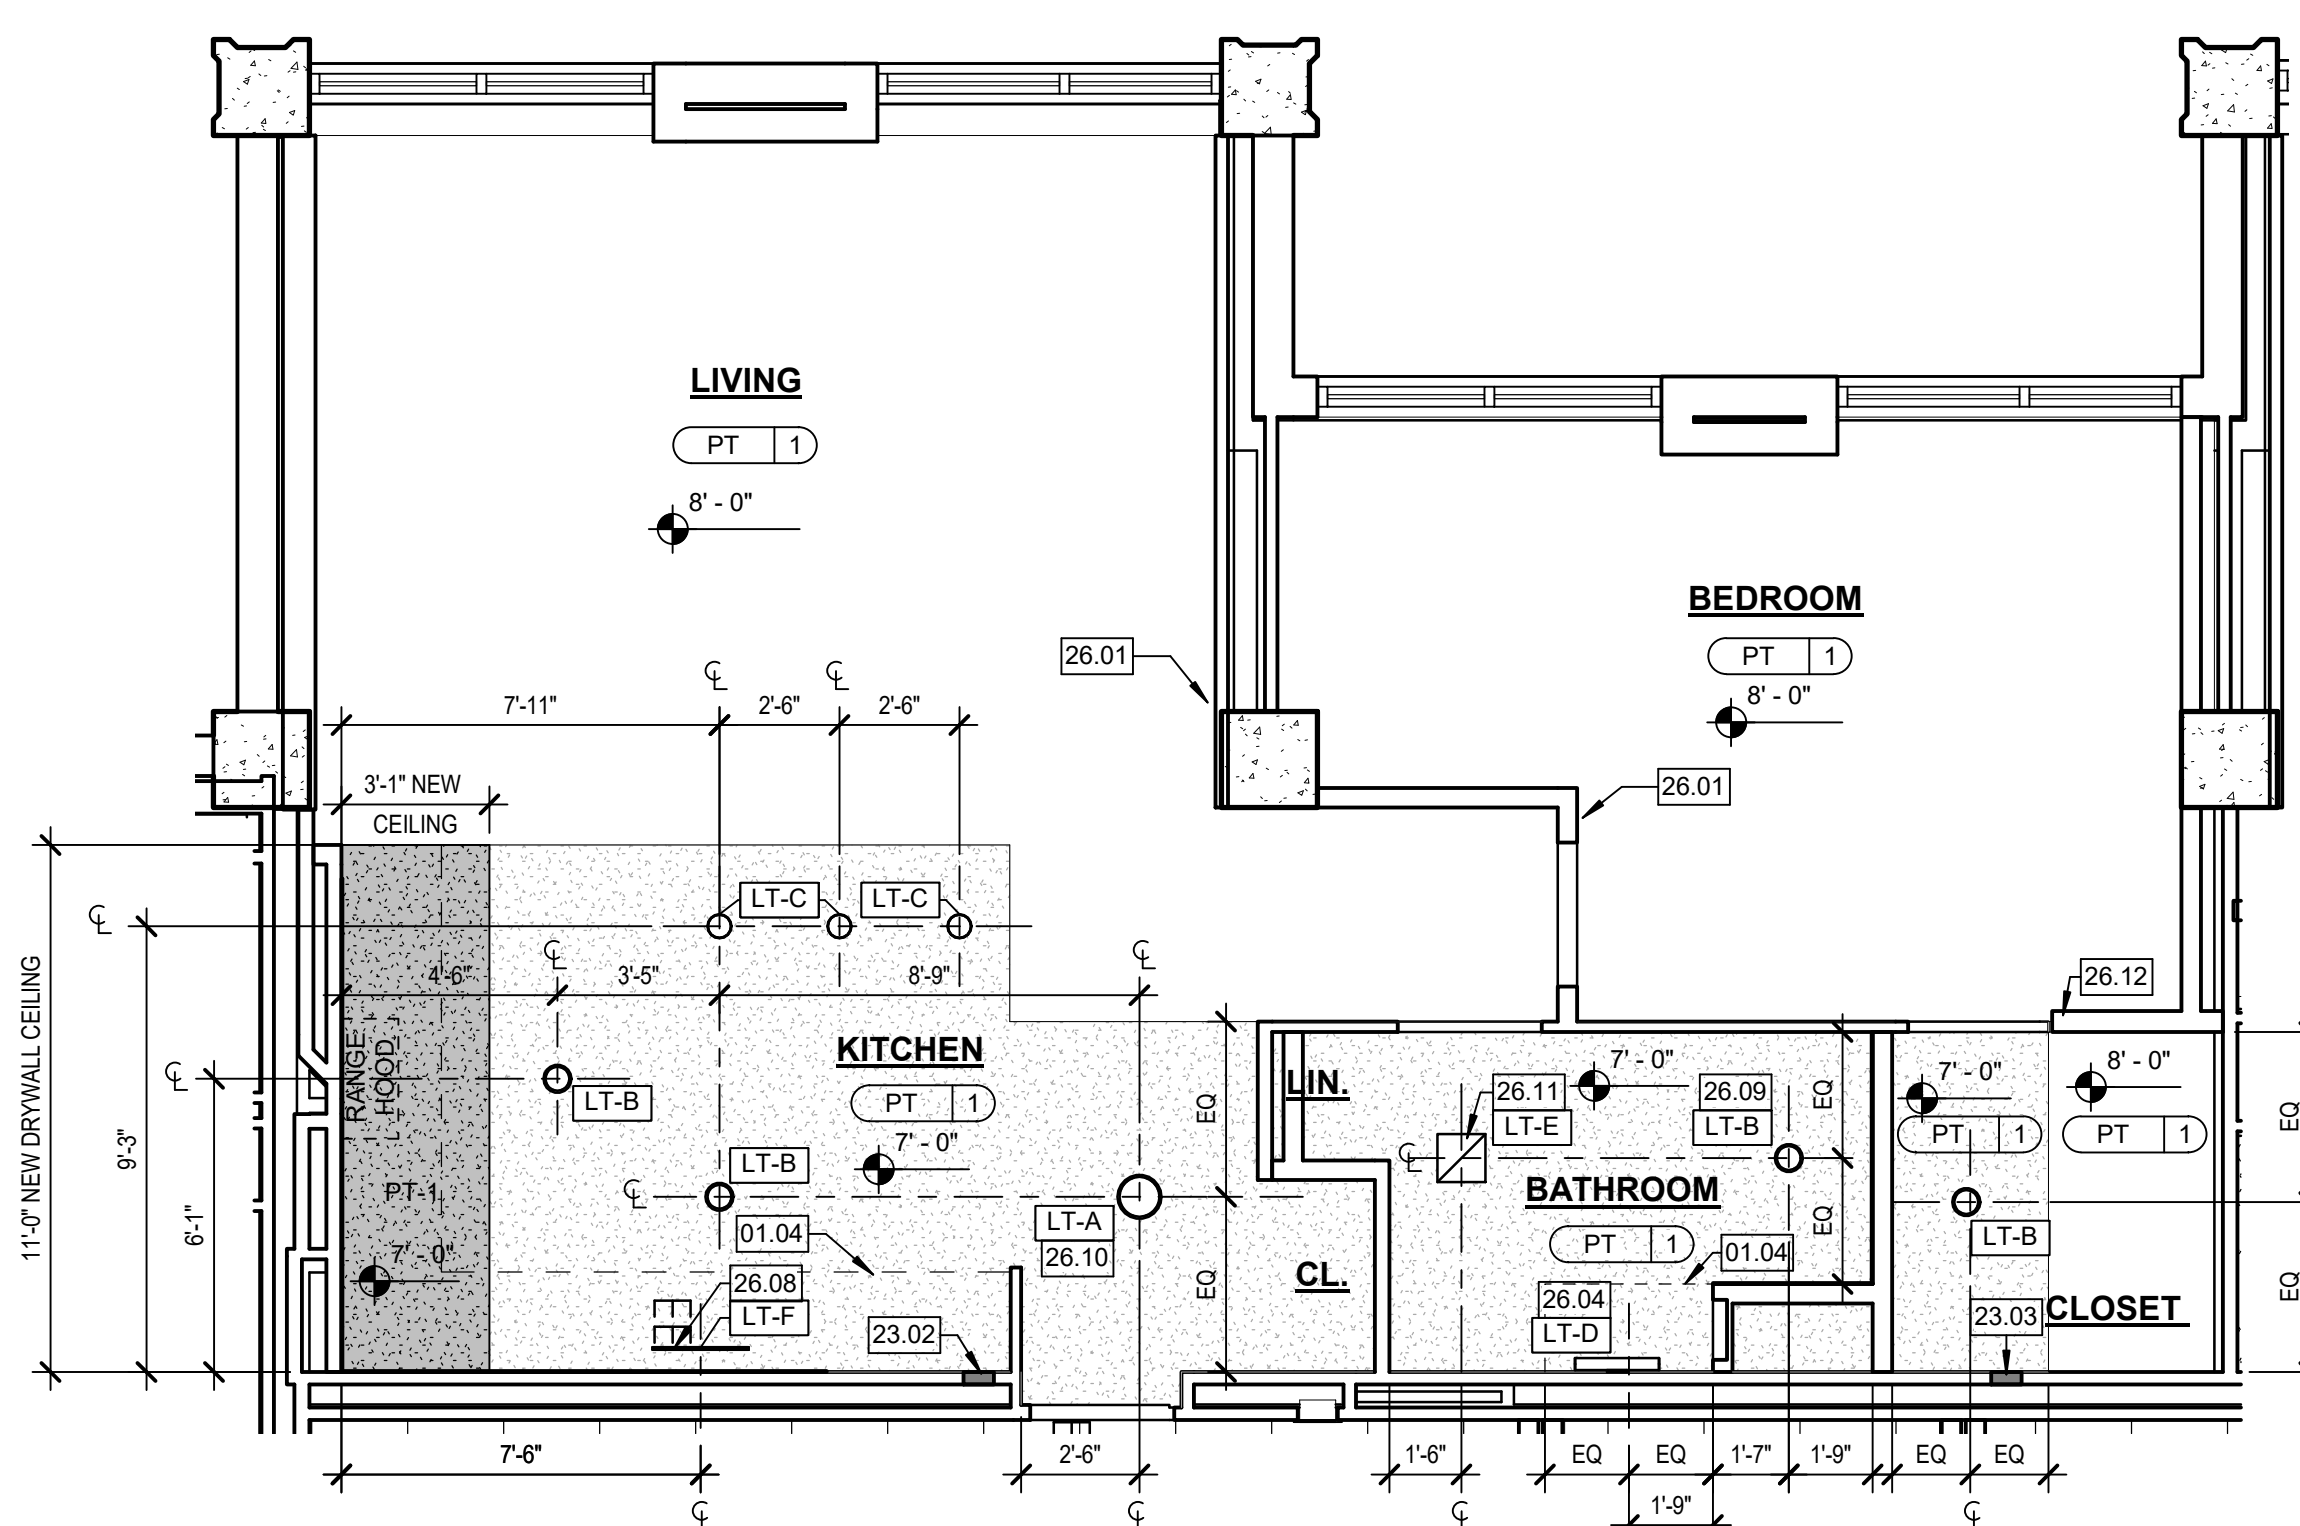 LIVING
PT 1
8' - 0"
BEDROOM
PT 1
8' - 0"
26.01
26.01
7'-11"
2'-6"
2'-6"
3'-1" NEW
CEILING
LT-C
LT-C
4'-6"
3'-5"
8'-9"
11'-0" NEW DRYWALL CEILING
9'-3"
6'-1"
RANGE
HOOD
PT-1
7' - 0"
KITCHEN
PT 1
7' - 0"
LT-B
LT-B
01.04
26.08
LT-F
23.02
LT-A
26.10
EQ
EQ
LIN.
CL.
26.11
LT-E
7' - 0"
26.09
LT-B
EQ
EQ
BATHROOM
PT 1
01.04
26.04
LT-D
26.12
7' - 0"
8' - 0"
PT 1
PT 1
LT-B
23.03
CLOSET
EQ
EQ
7'-6"
2'-6"
1'-6"
EQ
EQ
1'-7"
1'-9"
EQ
EQ
1'-9"